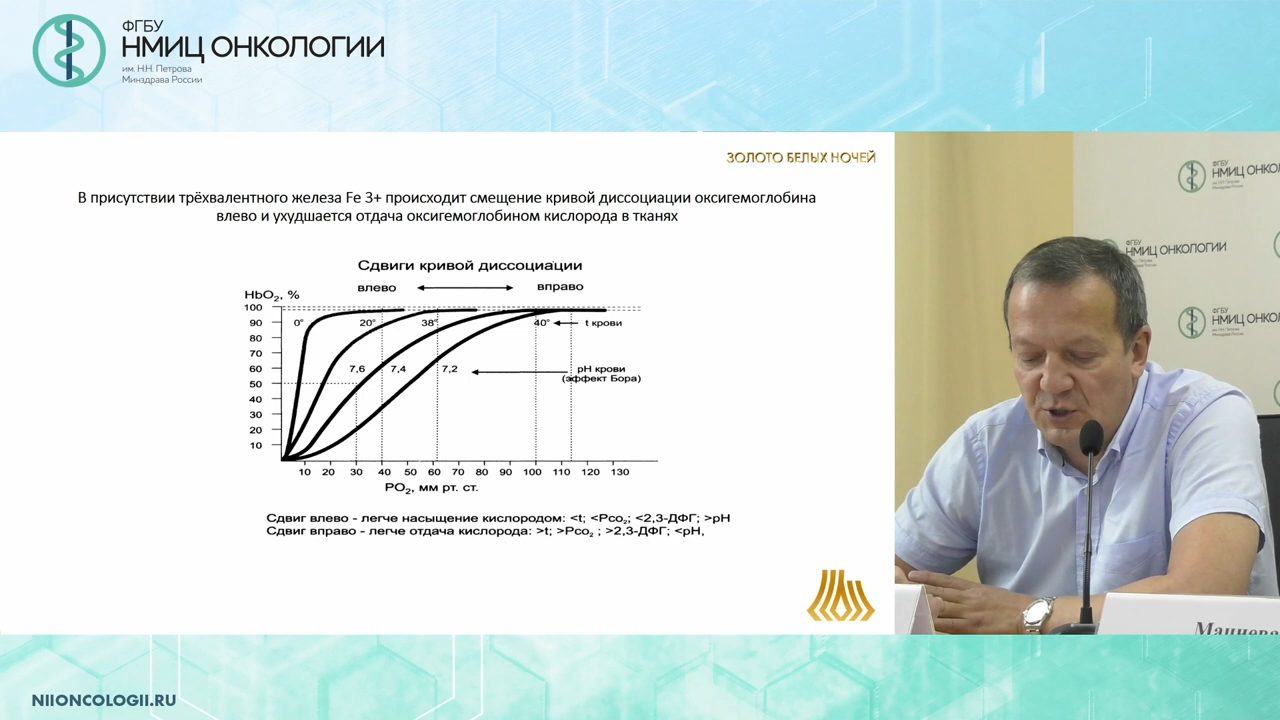 ФГБУ
НМИЦ ОНКОЛОГИИ
им. Н.Н. Петрова
Минздрава России
ЗОЛОТО БЕЛЫХ НОЧЕЙ
В присутствии трёхвалентного железа Fe 3+ происходит смещение кривой диссоциации оксигемоглобина
влево и ухудшается отдача оксигемоглобином кислорода в тканях
Сдвиги кривой диссоциации
влево вправо
HbO2, %
100
90 0° 20° 38° 40° t крови
80
70
60 7,6 7,4 7,2 pH крови
(эффект Бора)
50
40
30
20
10
10 20 30 40 50 60 70 80 90 100 110 120 130
PO2, мм рт. ст.
Сдвиг влево - легче насыщение кислородом: <t; <Pco2; <2,3-ДФГ; >pH
Сдвиг вправо - легче отдача кислорода: >t; >Pco2 ; >2,3-ДФГ; <pH,
ФГБУ
НМИЦ ОНКО
ФГБУ
НМИЦ ОНКОЛОГИИ
ФГБУ
НМИЦ ОНКО
NIIONCOLOGII.RU